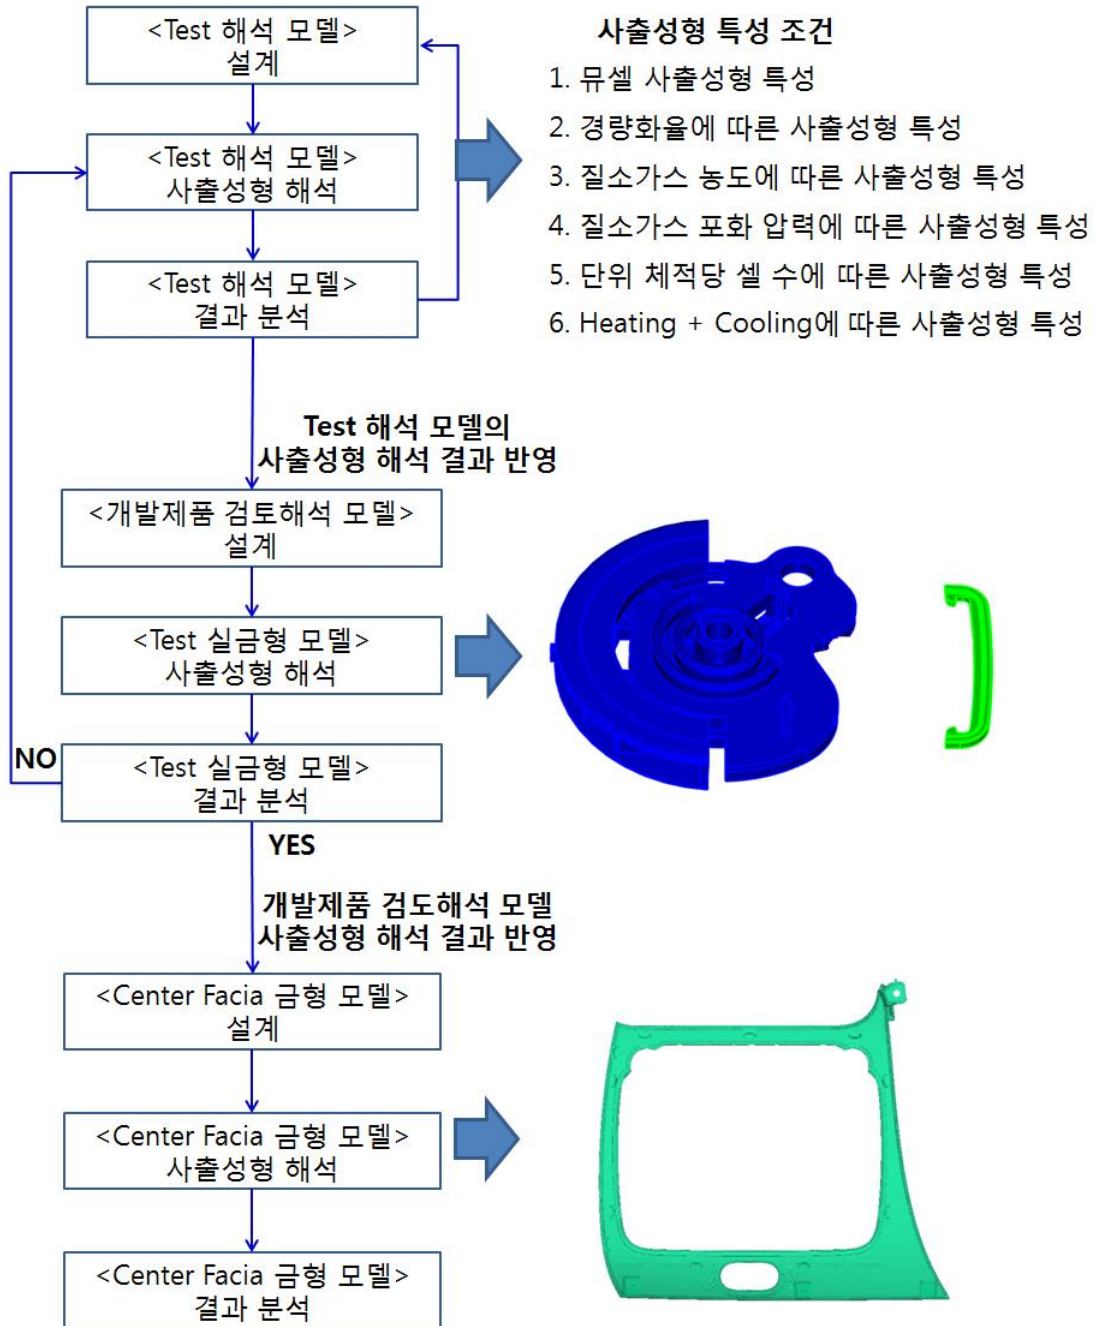 <Test 해석 모델>
설계
<Test 해석 모델>
사출성형 해석
<Test 해석 모델>
결과 분석
사출성형 특성 조건
1. 뮤셀 사출성형 특성
2. 경량화율에 따른 사출성형 특성
3. 질소가스 농도에 따른 사출성형 특성
4. 질소가스 포화 압력에 따른 사출성형 특성
5. 단위 체적당 셀 수에 따른 사출성형 특성
6. Heating + Cooling에 따른 사출성형 특성
Test 해석 모델의
사출성형 해석 결과 반영
<개발제품 검토해석 모델>
설계
<Test 실금형 모델>
사출성형 해석
NO
<Test 실금형 모델>
결과 분석
YES
개발제품 검도해석 모델
사출성형 해석 결과 반영
<Center Facia 금형 모델>
설계
<Center Facia 금형 모델>
사출성형 해석
<Center Facia 금형 모델>
결과 분석